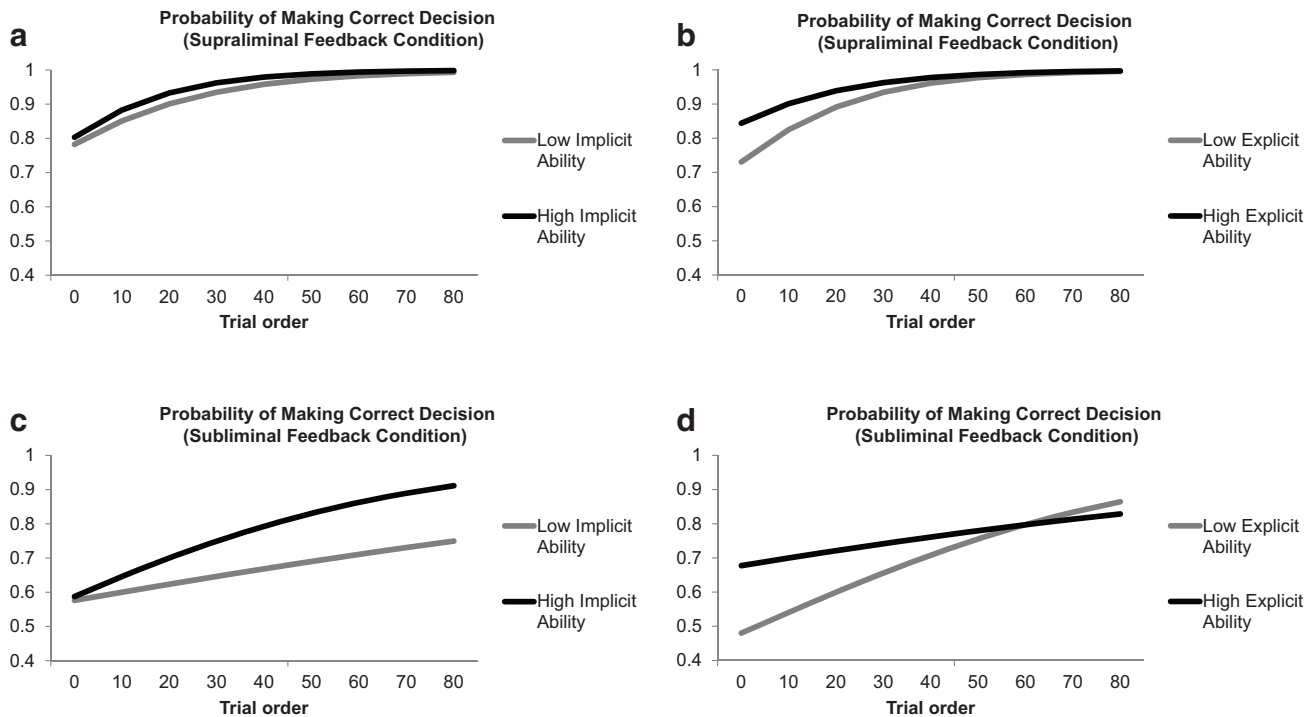 a
Probability of Making Correct Decision
(Supraliminal Feedback Condition)
1
0.9
0.8
0.7
0.6
0.5
0.4
0 10 20 30 40 50 60 70 80
Trial order
Low Implicit
Ability
High Implicit
Ability
b
Probability of Making Correct Decision
(Supraliminal Feedback Condition)
1
0.9
0.8
0.7
0.6
0.5
0.4
0 10 20 30 40 50 60 70 80
Trial order
Low Explicit
Ability
High Explicit
Ability
c
Probability of Making Correct Decision
(Subliminal Feedback Condition)
1
0.9
0.8
0.7
0.6
0.5
0.4
0 10 20 30 40 50 60 70 80
Trial order
Low Implicit
Ability
High Implicit
Ability
d
Probability of Making Correct Decision
(Subliminal Feedback Condition)
1
0.9
0.8
0.7
0.6
0.5
0.4
0 10 20 30 40 50 60 70 80
Trial order
Low Explicit
Ability
High Explicit
Ability